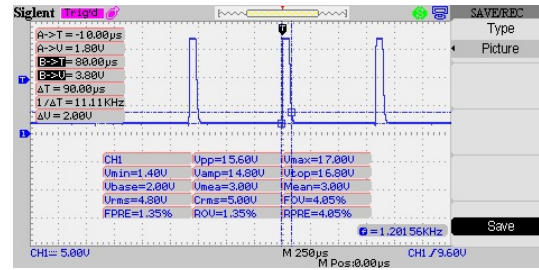 Siglent Trig'd SAVE/REC
Type
Picture
A->T=-10.00µs
A->V=1.80V
B->T=80.00µs
B->V=3.80V
ΔT=90.00µs
1/ΔT=11.11KHz
ΔV=2.00V
CH1 Vpp=15.60V Vmax=17.00V
Vmin=1.40V Vamp=14.80V Vtop=16.80V
Vbase=2.00V Vmea=3.00V Mean=3.00V
Vrms=4.80V Crms=5.00V FOV=4.05%
FPRE=1.35% ROV=1.35% RPRE=4.05%
=1.20156KHz
Save
CH1 5.00V M 250µs CH1 9.60V
M Pos:0.00µs